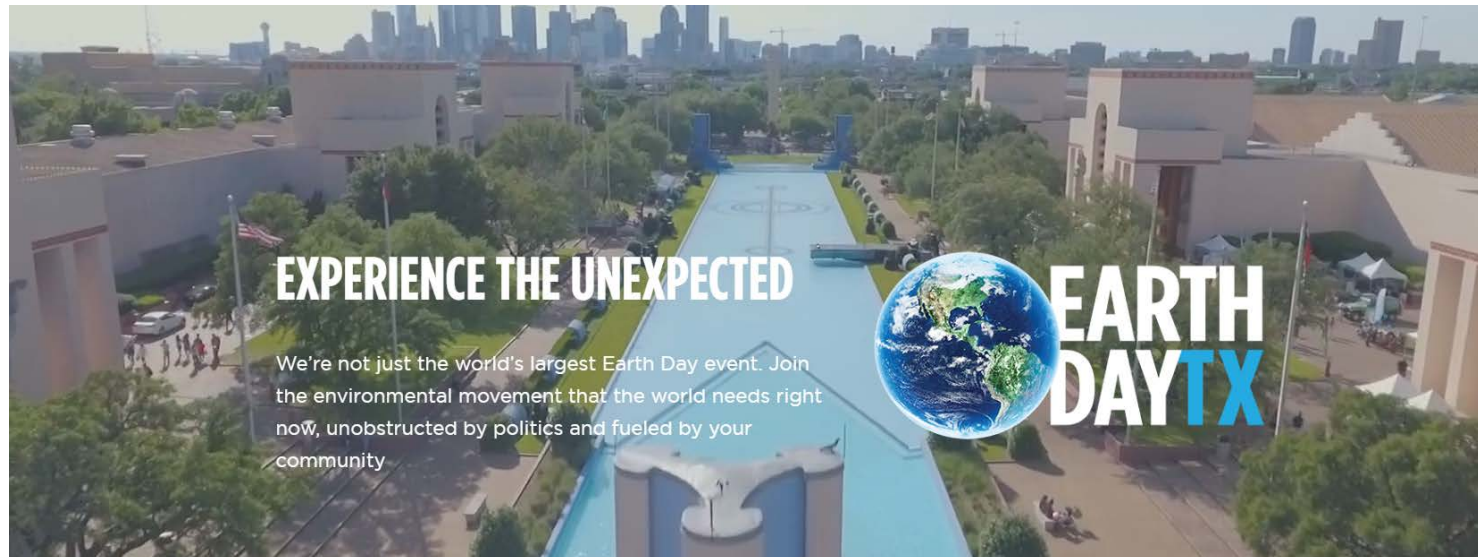 EXPERIENCE THE UNEXPECTED
We're not just the world's largest Earth Day event. Join
the environmental movement that the world needs right
now, unobstructed by politics and fueled by your
community
EARTH
DAYTX